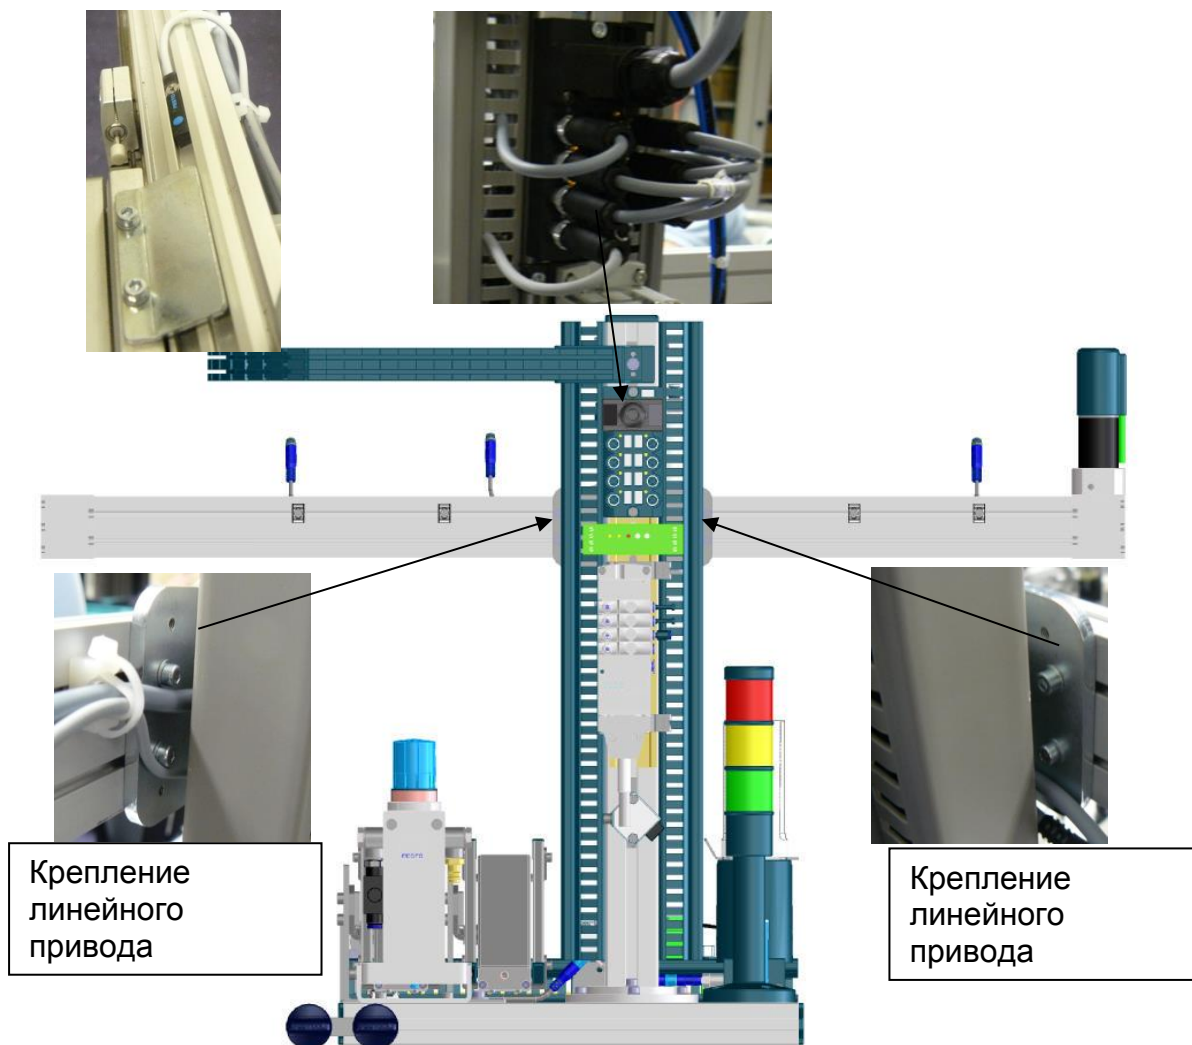 FESTO
Крепление
линейного
привода
Крепление
линейного
привода